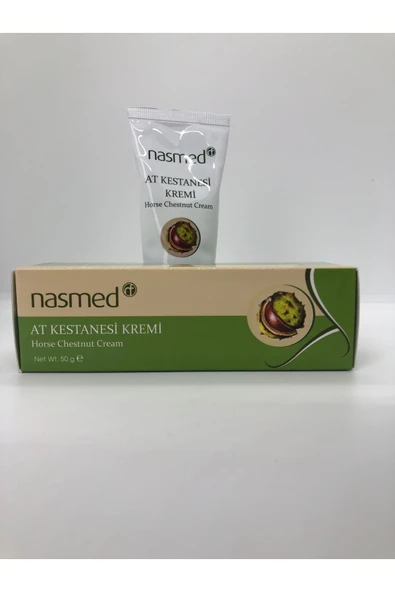 nasmed
AT KESTANESİ
KREMİ
Horse Chestnut Cream
nasmed
AT KESTANESİ KREMİ
Horse Chestnut Cream
Net Wt. 50 g ℮